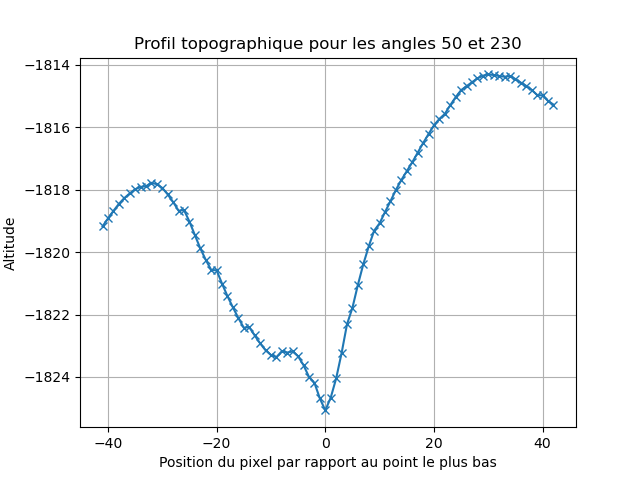 Profil topographique pour les angles 50 et 230
−1814
−1816
−1818
−1820
−1822
−1824
Altitude
−40 −20 0 20 40
Position du pixel par rapport au point le plus bas